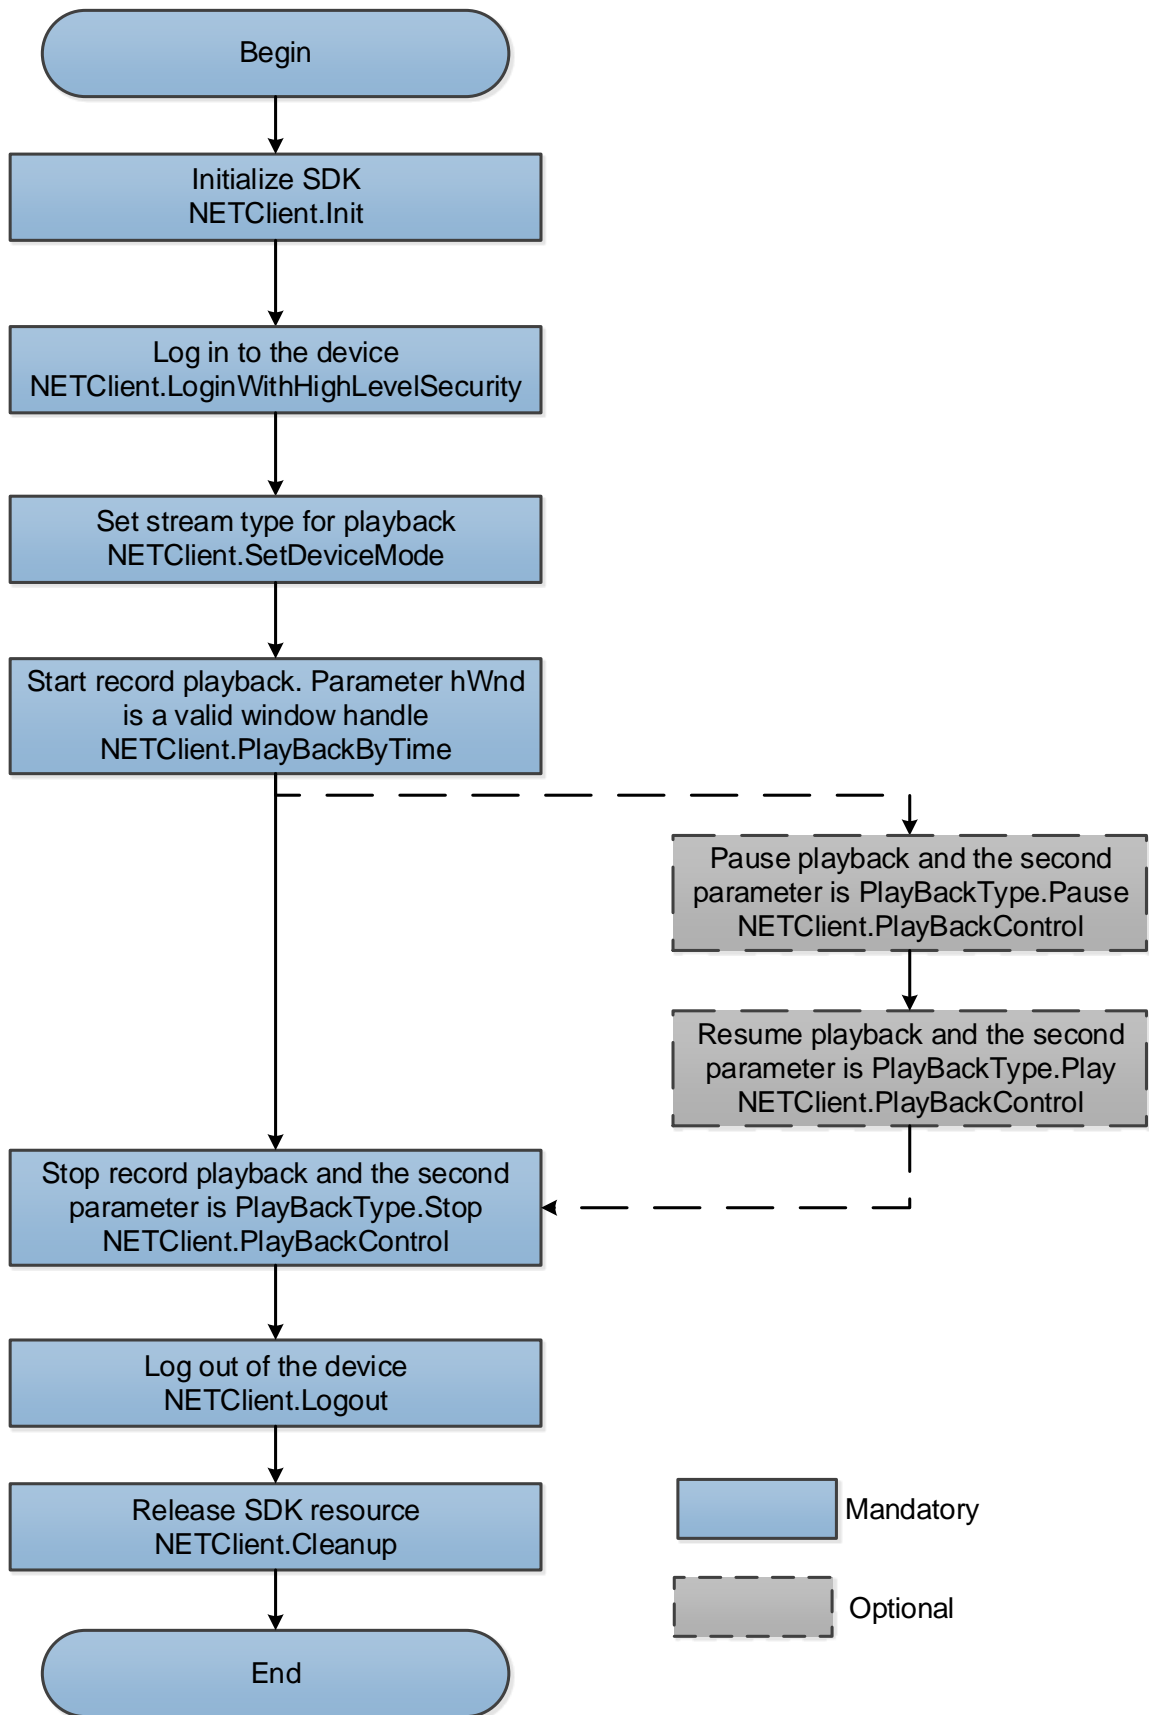 Begin
Initialize SDK
NETClient.Init
Log in to the device
NETClient.LoginWithHighLevelSecurity
Set stream type for playback
NETClient.SetDeviceMode
Start record playback. Parameter hWnd
is a valid window handle
NETClient.PlayBackByTime
Pause playback and the second
parameter is PlayBackType.Pause
NETClient.PlayBackControl
Resume playback and the second
parameter is PlayBackType.Play
NETClient.PlayBackControl
Stop record playback and the second
parameter is PlayBackType.Stop
NETClient.PlayBackControl
Log out of the device
NETClient.Logout
Release SDK resource
NETClient.Cleanup
End
Mandatory
Optional